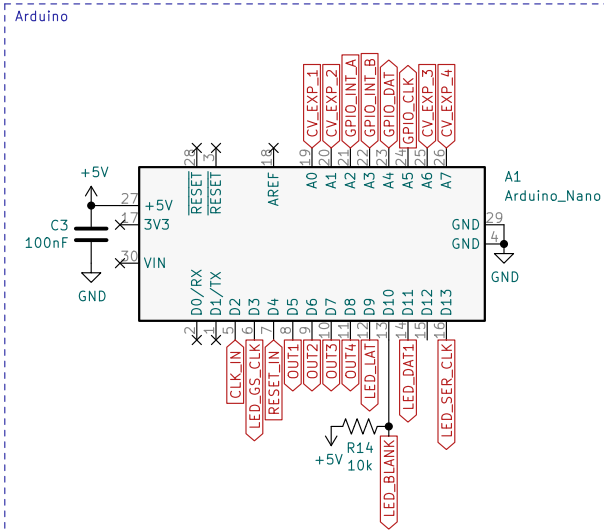 Arduino
CV_EXP_1
CV_EXP_2
GPIO_INT_A
GPIO_INT_B
GPIO_DAT
GPIO_CLK
CV_EXP_3
CV_EXP_4
28
3
18
19
20
21
22
23
24
25
26
RESET
RESET
AREF
A0
A1
A2
A3
A4
A5
A6
A7
A1
Arduino_Nano
+5V
27
+5V
17
3V3
C3
100nF
30
VIN
GND
GND
29
GND
4
GND
D0/RX
D1/TX
D2
D3
D4
D5
D6
D7
D8
D9
D10
D11
D12
D13
2
1
5
6
7
8
9
10
11
12
13
14
15
16
CLK_IN
LED_GS_CLK
RESET_IN
OUT1
OUT2
OUT3
OUT4
LED_LAT
LED_DAT1
LED_SER_CLK
+5V
R14
10k
LED_BLANK